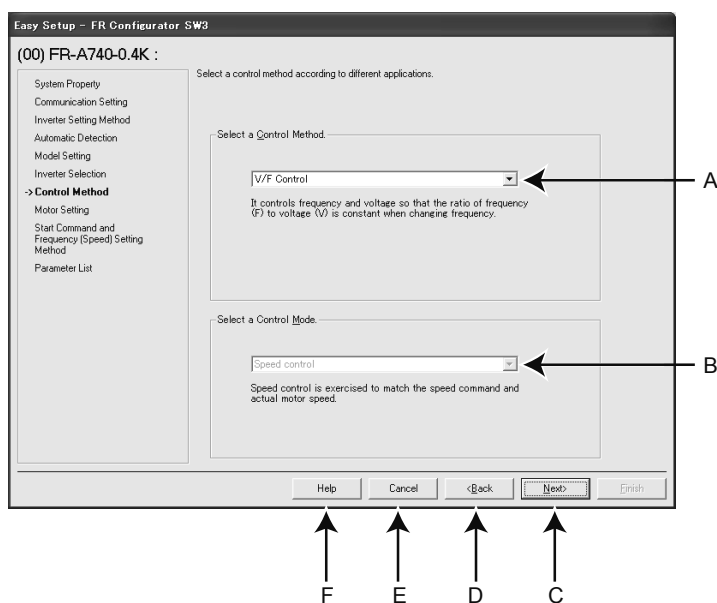 Easy Setup - FR Configurator SW3
(00) FR-A740-0.4K :
System Property
Communication Setting
Inverter Setting Method
Automatic Detection
Model Setting
Inverter Selection
-> Control Method
Motor Setting
Start Command and
Frequency (Speed) Setting
Method
Parameter List
Select a control method according to different applications.
Select a Control Method.
V/F Control
A
It controls frequency and voltage so that the ratio of frequency
(F) to voltage (V) is constant when changing frequency.
Select a Control Mode.
Speed control
B
Speed control is exercised to match the speed command and
actual motor speed.
Help
Cancel
<Back
Next>
Finish
F
E
D
C